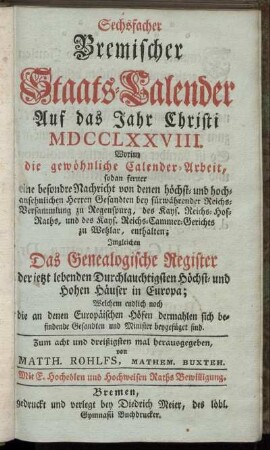 Sechsfacher
Bremischer
Staats-Calender
Auf das Jahr Christi
MDCCLXXVIII.
Worinn
die gewöhnliche Calender-Arbeit,
sodan ferner
eine besondre Nachricht von denen höchst- und hoch-
ansehnlichen Herren Gesandten bey fürwährender Reichs-
Versammlung zu Regenspurg, des Kays. Reichs-Hof-
Raths, und des Kays. Reichs-Cammer-Geriches
zu Wetzlar, enthalten;
Imgleichen
Das Genealogische Register
der jetzt lebenden Durchlauchtigsten Höchst- und
Hohen Häuser in Europa;
Welchem endlich noch
die an denen Europäischen Höfen dermahlen sich be-
findende Gesandten und Minister beygefüget sind.
Zum acht und dreißigsten mal herausgegeben,
von
MATTH. ROHLFS, MATHEM. BUXTEH.
Mit E. Hochedlen und Hochweisen Raths Bewilligung.
Bremen,
gedruckt und verlegt bey Diedrich Meier, des löbl.
Gymnasii Buchdrucker.